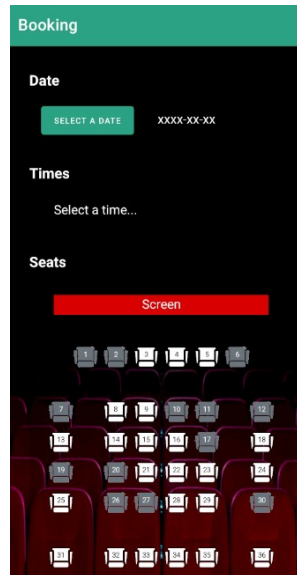 Booking
Date
SELECT A DATE XXXX-XX-XX
Times
Select a time...
Seats
Screen
1 2 3 4 5 6
7 8 9 10 11 12
13 14 15 16 17 18
19 20 21 22 23 24
25 26 27 28 29 30
31 32 33 34 35 36